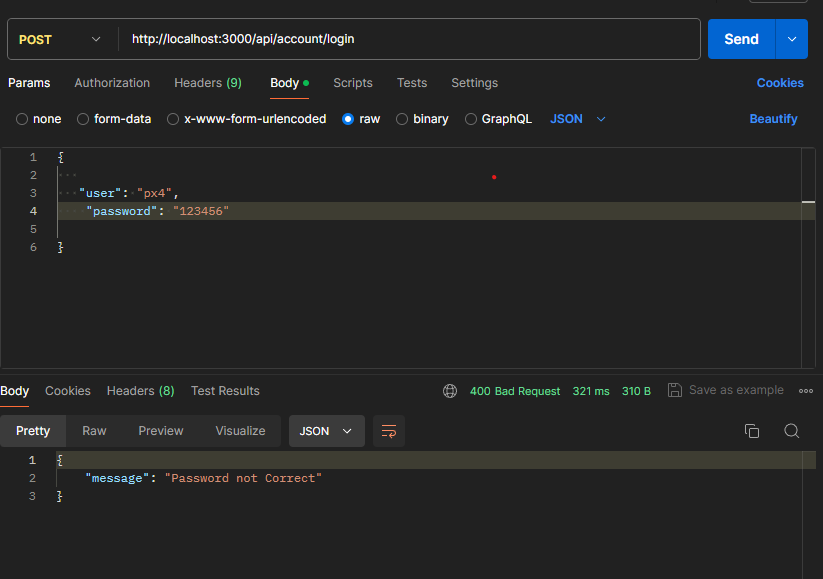 POST http://localhost:3000/api/account/login Send
Params Authorization Headers (9) Body Scripts Tests Settings Cookies
none form-data x-www-form-urlencoded raw binary GraphQL JSON Beautify
1 {
2
3 "user": "px4",
4 "password": "123456"
5
6 }
Body Cookies Headers (8) Test Results 400 Bad Request 321 ms 310 B Save as example
Pretty Raw Preview Visualize JSON
1 {
2 "message": "Password not Correct"
3 }